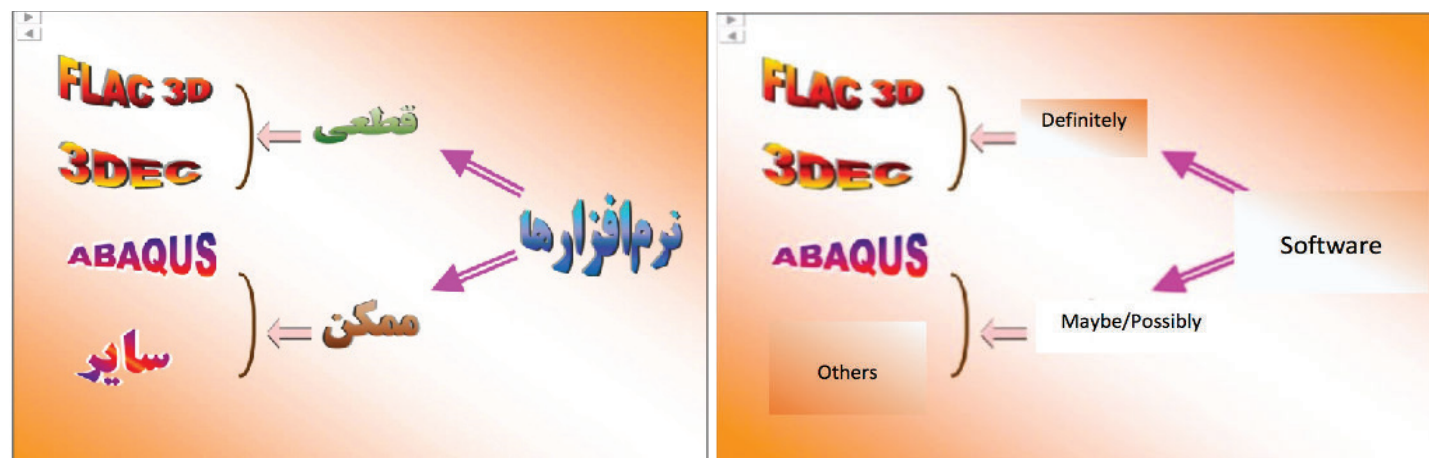 FLAC 3D
قطعی
3DEC
نرم‌افزارها
ABAQUS
ممکن
سایر
FLAC 3D
Definitely
3DEC
Software
ABAQUS
Maybe/Possibly
Others